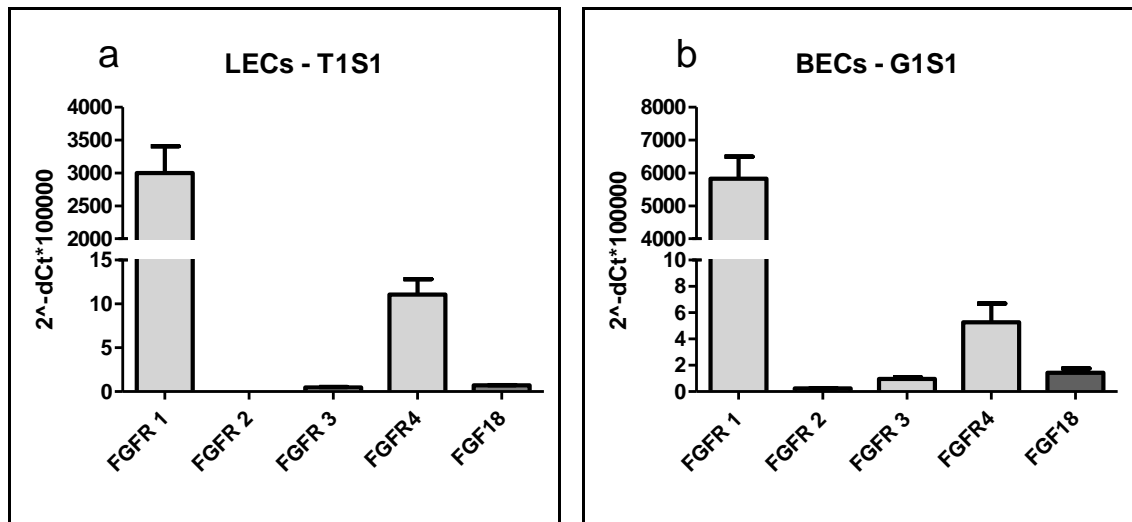 a
LECs - T1S1
2^-dCt*100000
4000
3500
3000
2500
2000
15
10
5
0
FGFR 1
FGFR 2
FGFR 3
FGFR4
FGF18
b
BECs - G1S1
2^-dCt*100000
8000
7000
6000
5000
4000
10
8
6
4
2
0
FGFR 1
FGFR 2
FGFR 3
FGFR4
FGF18